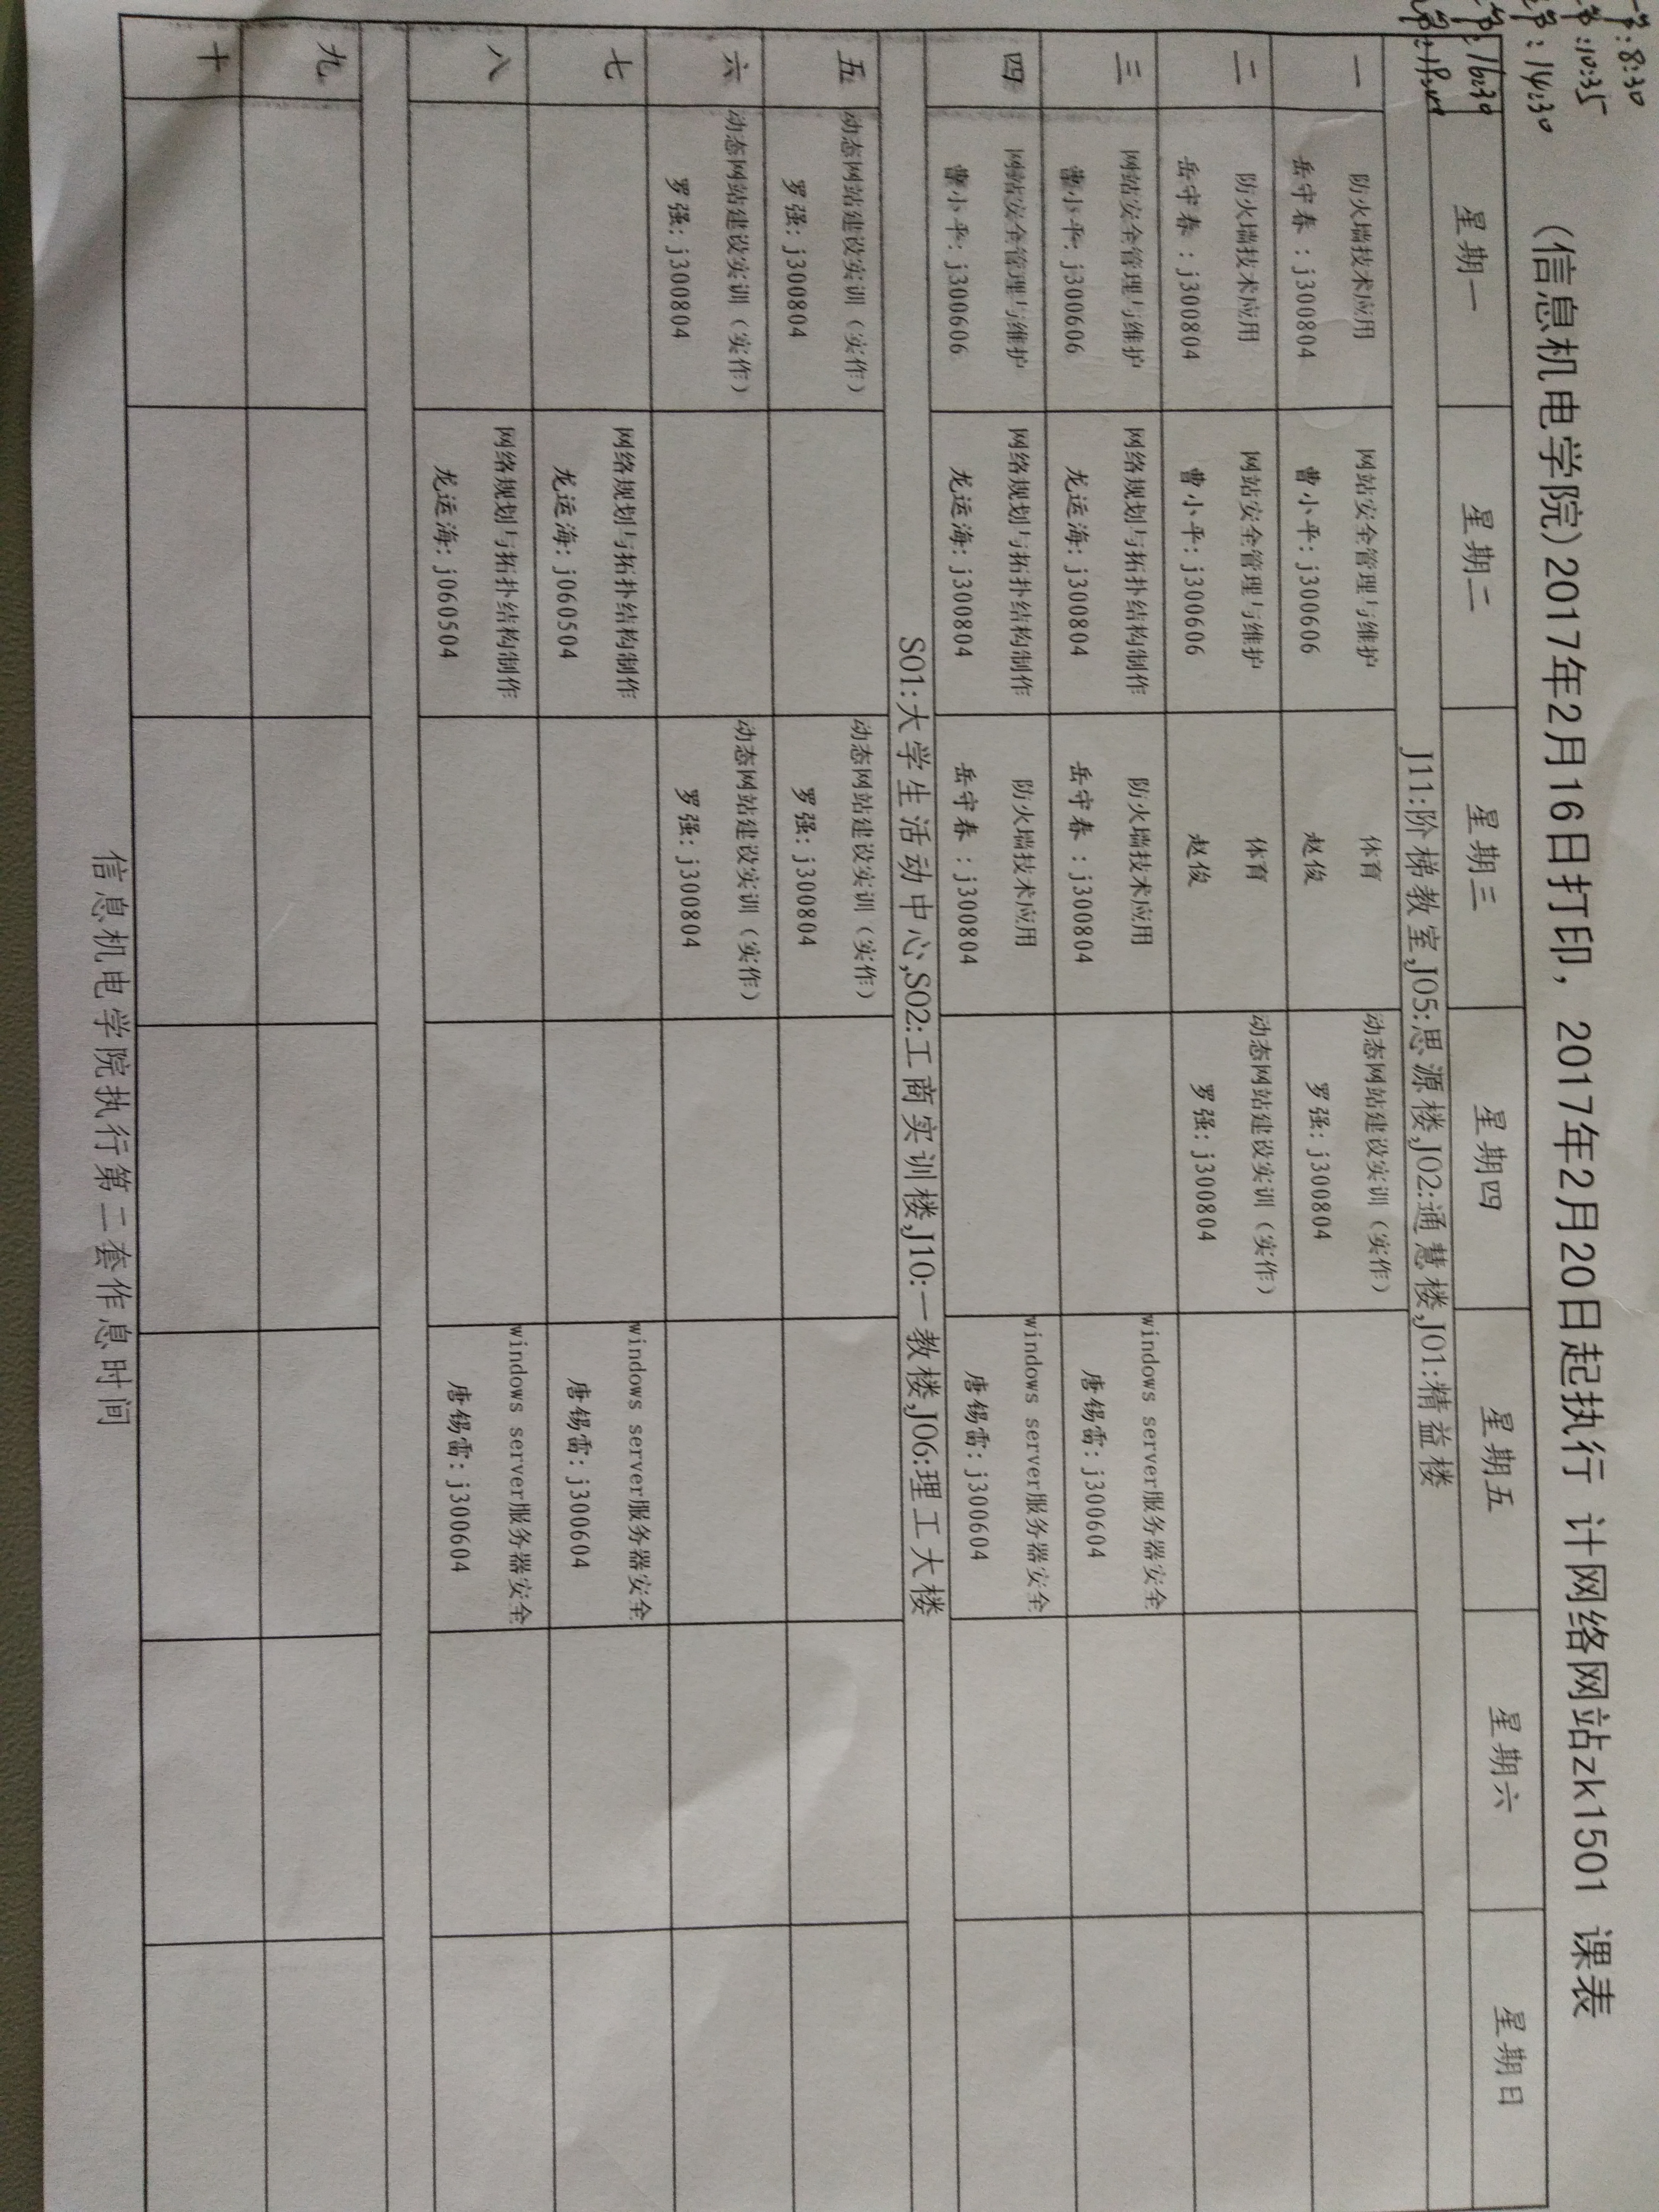 节:8:30
节:10:35
节:14:30
节:16:30
节:
(信息机电学院)2017年2月16日打印，2017年2月20日起执行 计网络网站zk1501 课表
星期一 星期二 星期三 星期四 星期五 星期六 星期日
J11:阶梯教室,J05:思源楼,J02:通慧楼,J01:精益楼
一 防火墙技术应用 网站安全管理与维护 体育 动态网站建设实训（实作）
岳守春 : j300804 曹小平: j300606 赵俊 罗强: j300804
二 防火墙技术应用 网站安全管理与维护 体育 动态网站建设实训（实作）
岳守春 : j300804 曹小平: j300606 赵俊 罗强: j300804
三 网站安全管理与维护 网络规划与拓扑结构制作 防火墙技术应用 windows server服务器安全
曹小平: j300606 龙运海: j300804 岳守春 : j300804 唐锡雷: j300604
四 网站安全管理与维护 网络规划与拓扑结构制作 防火墙技术应用 windows server服务器安全
曹小平: j300606 龙运海: j300804 岳守春 : j300804 唐锡雷: j300604
S01:大学生活动中心,S02:工商实训楼,J10:一教楼,J06:理工大楼
五 动态网站建设实训（实作） 动态网站建设实训（实作）
罗强: j300804 罗强: j300804
六 动态网站建设实训（实作） 动态网站建设实训（实作）
罗强: j300804 罗强: j300804
七 网络规划与拓扑结构制作 windows server服务器安全
龙运海: j060504 唐锡雷: j300604
八 网络规划与拓扑结构制作 windows server服务器安全
龙运海: j060504 唐锡雷: j300604
九
十
信息机电学院执行第二套作息时间